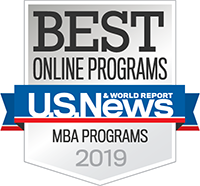 BEST
ONLINE PROGRAMS
U.S.News
& WORLD REPORT
MBA PROGRAMS
2019